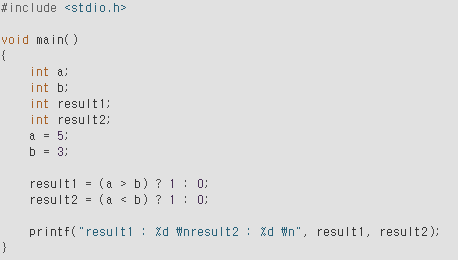 #include <stdio.h>
void main()
{
int a;
int b;
int result1;
int result2;
a = 5;
b = 3;
result1 = (a > b) ? 1 : 0;
result2 = (a < b) ? 1 : 0;
printf("result1 : %d ₩nresult2 : %d ₩n", result1, result2);
}